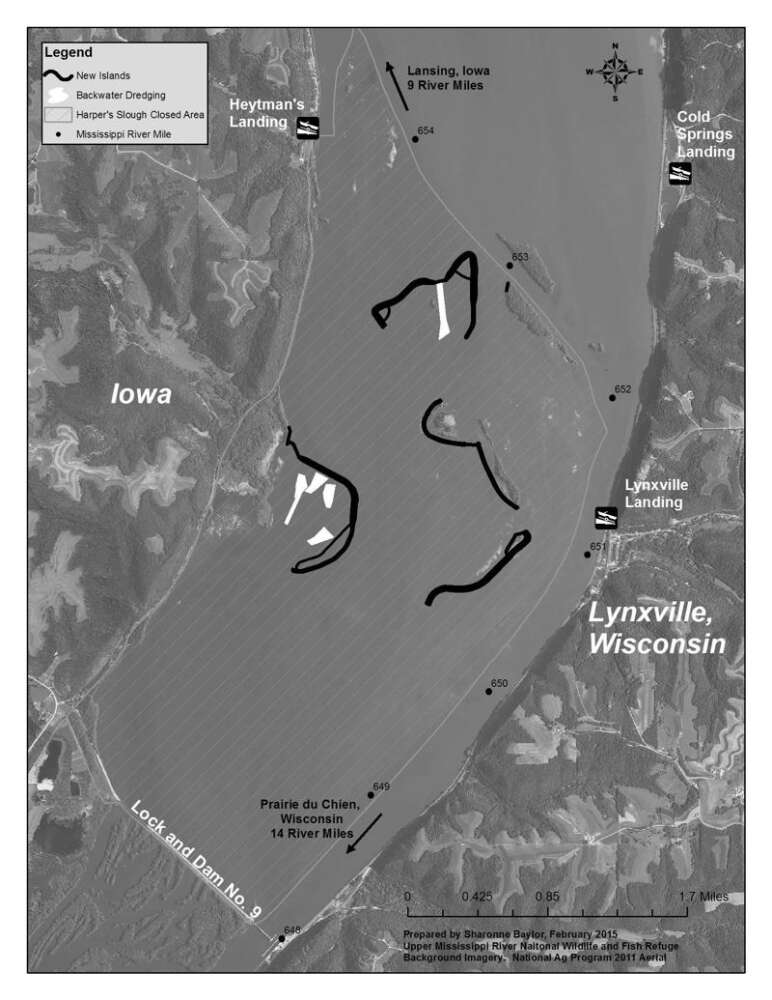 Legend
New Islands
Backwater Dredging
Harper's Slough Closed Area
Mississippi River Mile
N
W E
S
Lansing, Iowa
9 River Miles
Heytman's
Landing
Cold
Springs
Landing
654
653
652
Iowa
Lynxville
Landing
651
Lynxville,
Wisconsin
650
649
Prairie du Chien,
Wisconsin
14 River Miles
Lock and Dam No. 9
648
0 0.425 0.85 1.7 Miles
Prepared by Sharonne Baylor, February 2015
Upper Mississippi River Naitonal Wildlife and Fish Refuge
Background Imagery: National Ag Program 2011 Aerial